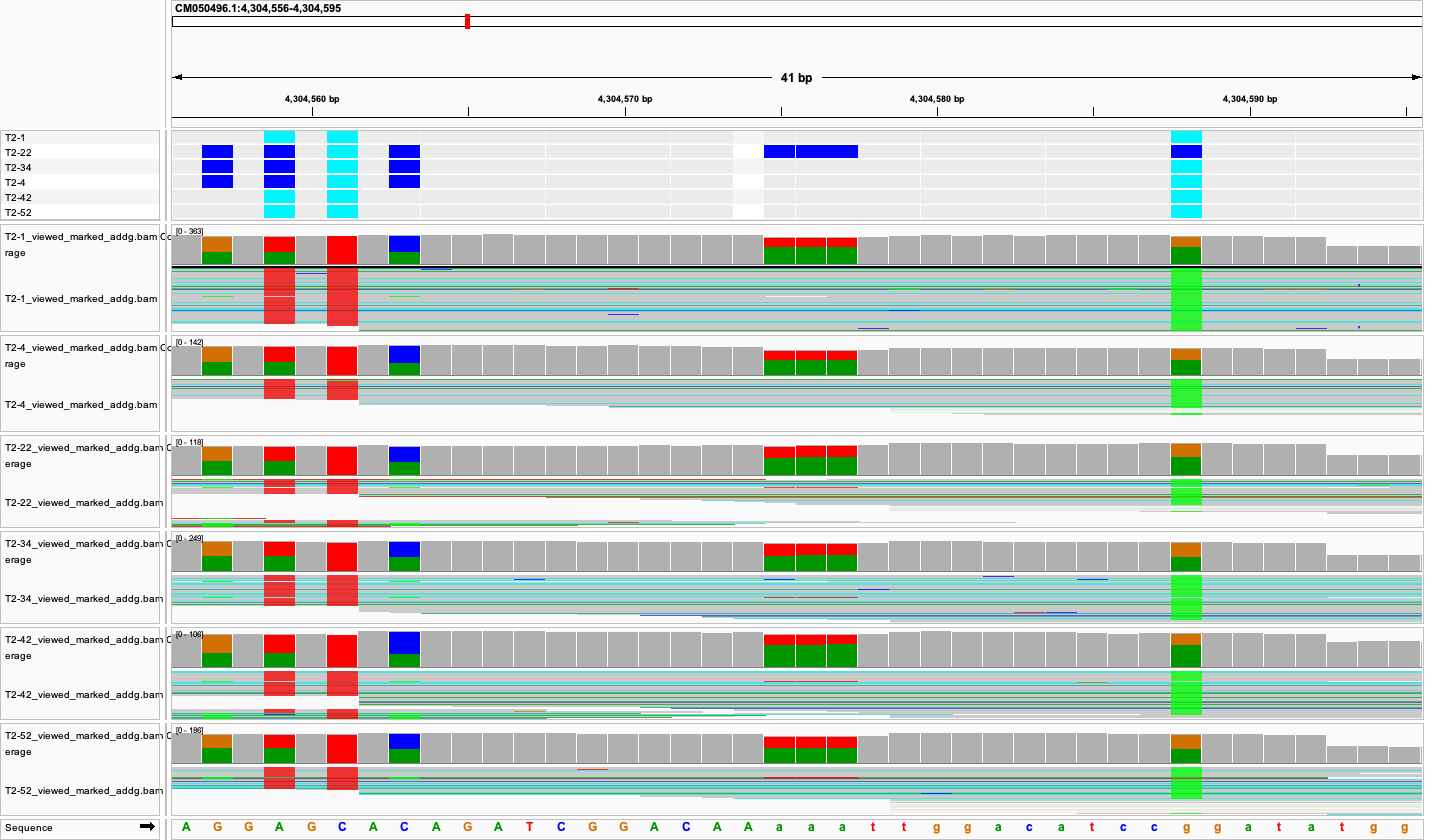 CM050496.1:4,304,556-4,304,595
41 bp
4,304,560 bp 4,304,570 bp 4,304,580 bp 4,304,590 bp
T2-1
T2-22
T2-34
T2-4
T2-42
T2-52
T2-1_viewed_marked_addg.bam Co
rage
[0 - 363]
T2-1_viewed_marked_addg.bam
T2-4_viewed_marked_addg.bam Co
rage
[0 - 142]
T2-4_viewed_marked_addg.bam
T2-22_viewed_marked_addg.bam C
erage
[0 - 118]
T2-22_viewed_marked_addg.bam
T2-34_viewed_marked_addg.bam C
erage
[0 - 249]
T2-34_viewed_marked_addg.bam
T2-42_viewed_marked_addg.bam C
erage
[0 - 106]
T2-42_viewed_marked_addg.bam
T2-52_viewed_marked_addg.bam C
erage
[0 - 186]
T2-52_viewed_marked_addg.bam
Sequence A G G A G C A C A G A T C G G A C A A a a a t t g g a c a t c c g g a t a t g g